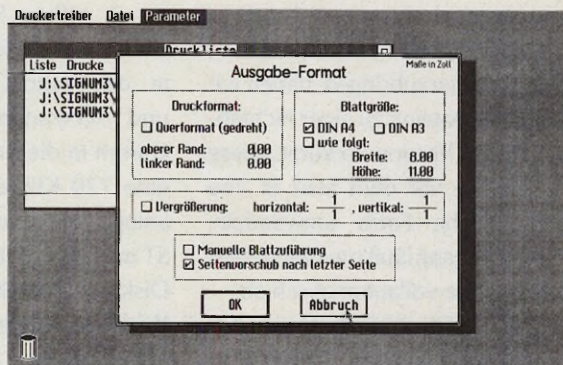 Druckertreiber Datei Parameter
Druckliste
Liste Drucke
J:\SIGNUM3\
J:\SIGNUM3\
J:\SIGNUM3\
Ausgabe-Format
Maße in Zoll
Druckformat:
Querformat (gedreht)
oberer Rand: 0,00
linker Rand: 0.00
Blattgröße:
DIN A4 DIN A3
wie folgt:
Breite: 8.00
Höhe: 11.00
Vergrößerung: horizontal: 1/1 , vertikal: 1/1
Manuelle Blattzuführung
Seitenvorschub nach letzter Seite
OK Abbruch